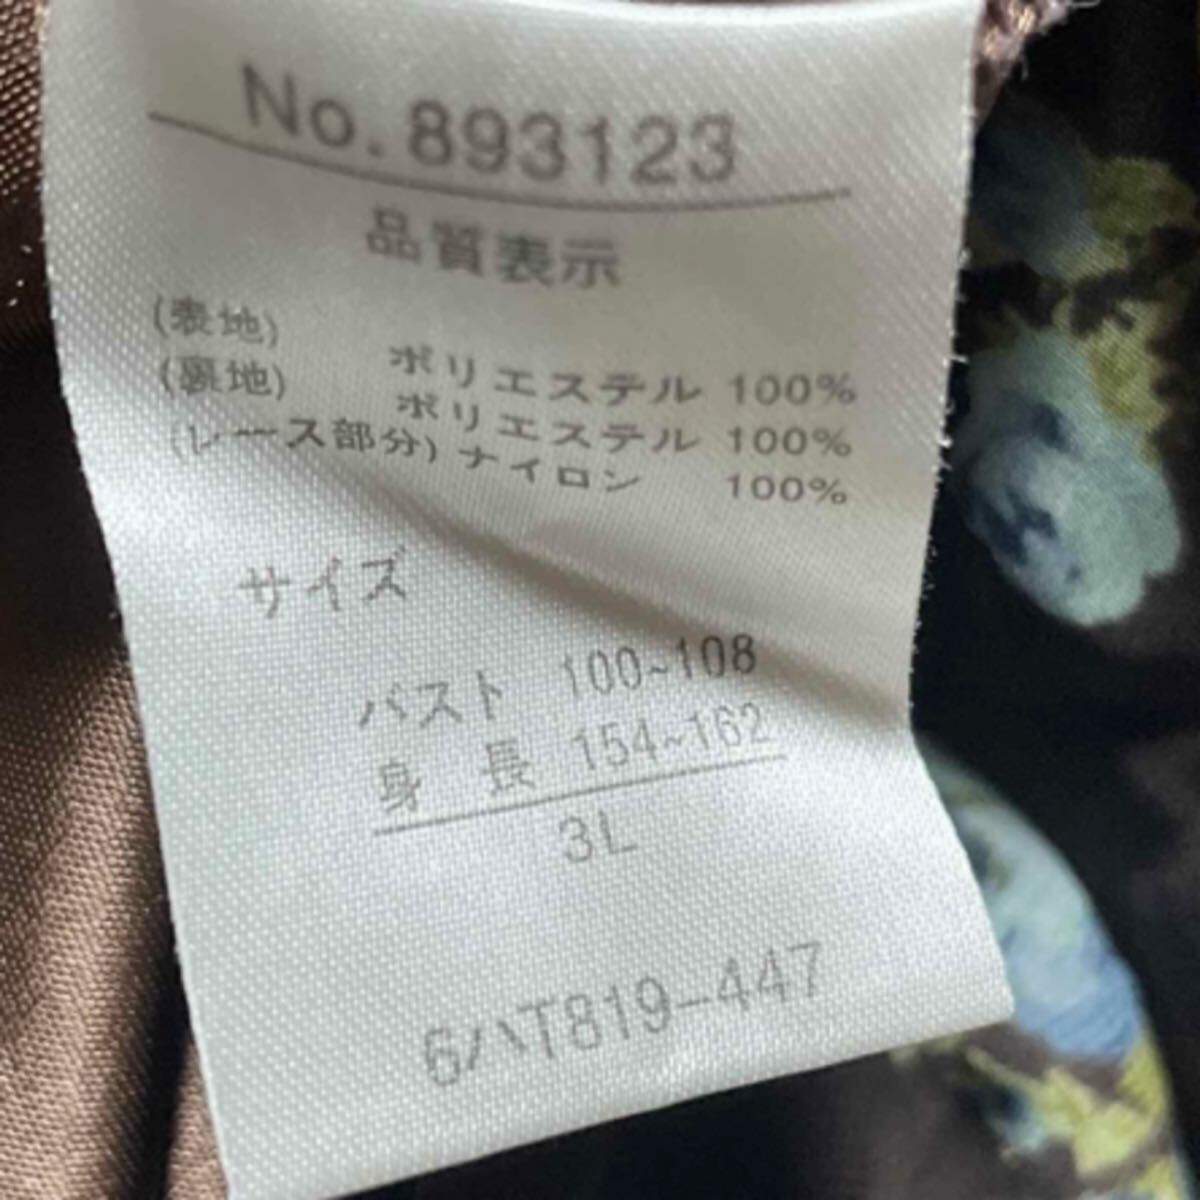 No.893123
品質表示
(表地) ポリエステル 100%
(裏地) ポリエステル 100%
(レース部分) ナイロン 100%
サイズ
バスト 100~108
身長 154~162
3L
6ハT819-447